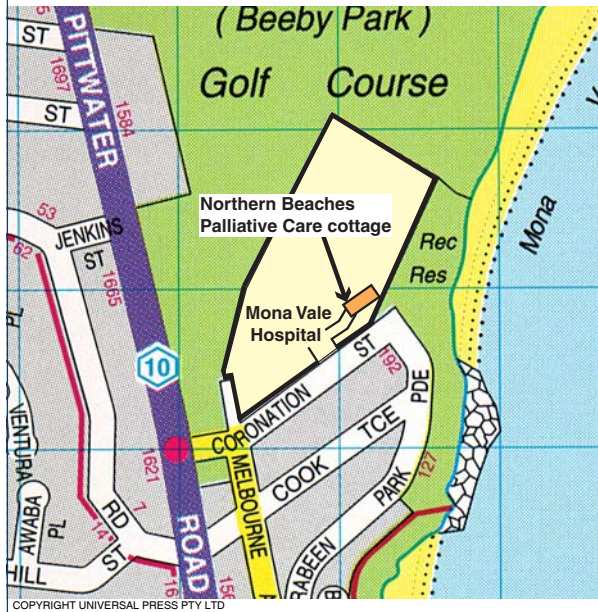 (Beeby Park)
Golf Course
ST
PITTWATER
1697
1584
ST
Northern Beaches
Palliative Care cottage
53
JENKINS
ST
62
1665
Rec
Res
Mona
PL
Mona Vale
Hospital
10
ST
192
PDE
CORONATION
VENTURA
1621
MELBOURNE
COOK TCE
PARK
127
AWABA
PL
RD
7
14
ST
ROAD
HILL
16
RABEEN
COPYRIGHT UNIVERSAL PRESS PTY LTD